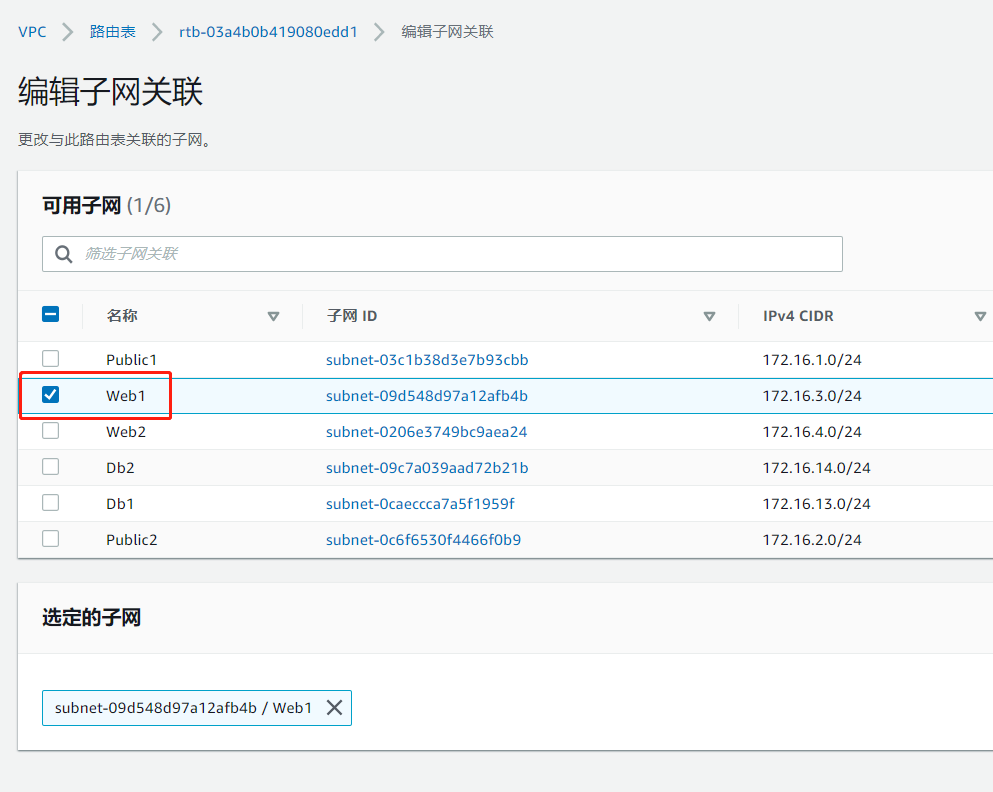 VPC 路由表 rtb-03a4b0b419080edd1 编辑子网关联
编辑子网关联
更改与此路由表关联的子网。
可用子网 (1/6)
筛选子网关联
名称 子网 ID IPv4 CIDR
Public1 subnet-03c1b38d3e7b93cbb 172.16.1.0/24
Web1 subnet-09d548d97a12afb4b 172.16.3.0/24
Web2 subnet-0206e3749bc9aea24 172.16.4.0/24
Db2 subnet-09c7a039aad72b21b 172.16.14.0/24
Db1 subnet-0caeccca7a5f1959f 172.16.13.0/24
Public2 subnet-0c6f6530f4466f0b9 172.16.2.0/24
选定的子网
subnet-09d548d97a12afb4b / Web1